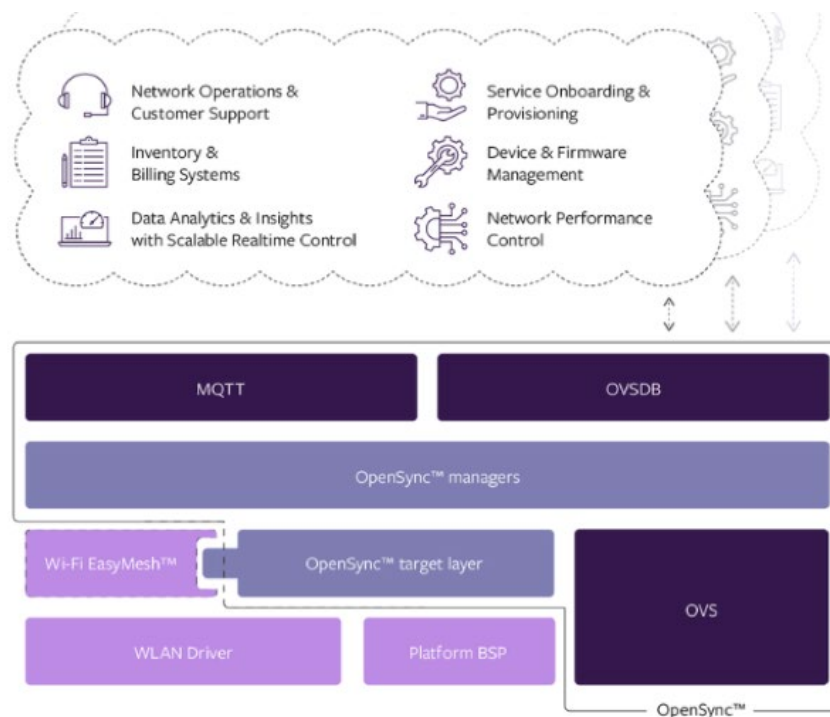 Network Operations &
Customer Support
Service Onboarding &
Provisioning
Inventory &
Billing Systems
Device & Firmware
Management
Data Analytics & Insights
with Scalable Realtime Control
Network Performance
Control
MQTT
OVSDB
OpenSync™ managers
Wi-Fi EasyMesh™
OpenSync™ target layer
OVS
WLAN Driver
Platform BSP
OpenSync™